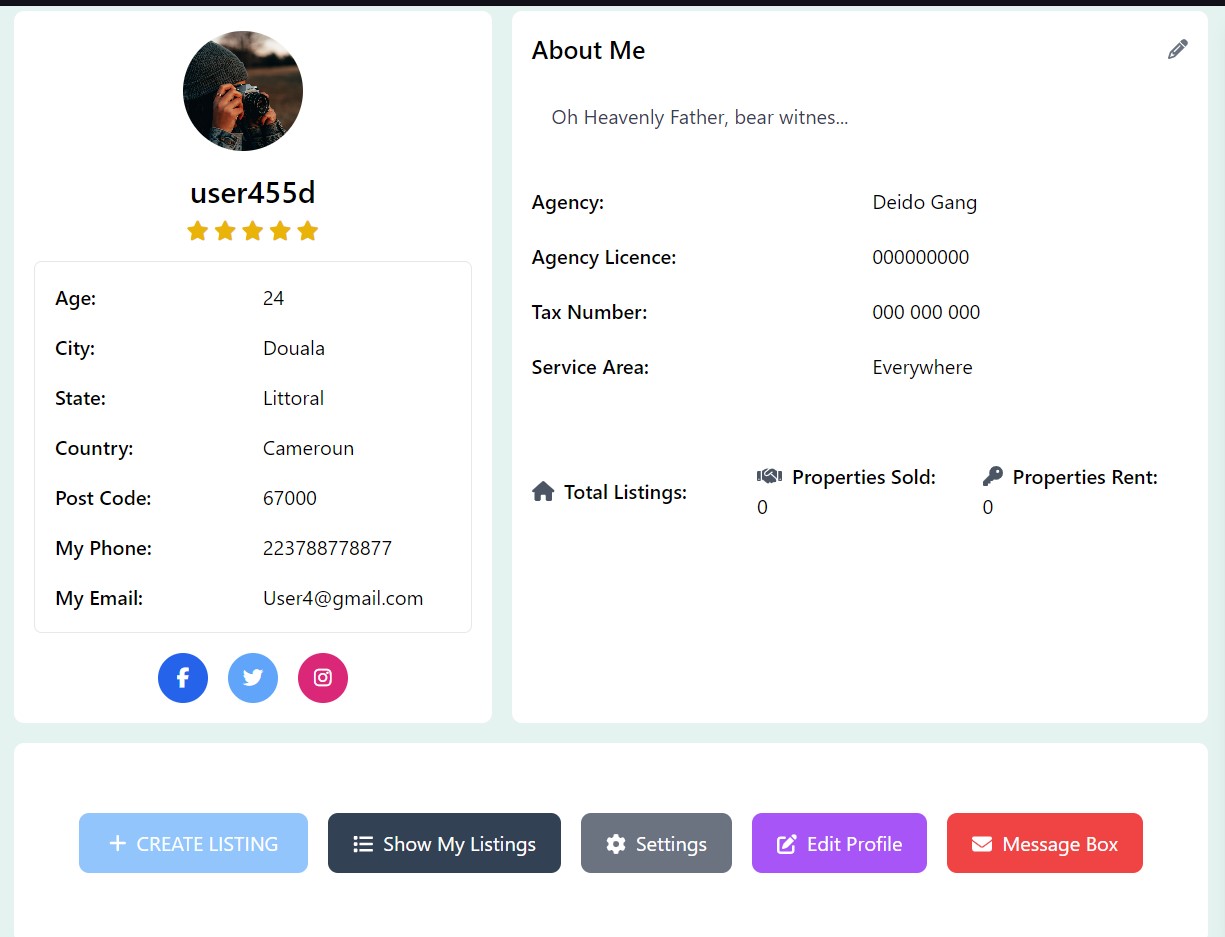 user455d
Age: 24
City: Douala
State: Littoral
Country: Cameroun
Post Code: 67000
My Phone: 223788778877
My Email: User4@gmail.com
About Me
Oh Heavenly Father, bear witnes...
Agency: Deido Gang
Agency Licence: 000000000
Tax Number: 000 000 000
Service Area: Everywhere
Total Listings:
Properties Sold:
0
Properties Rent:
0
CREATE LISTING
Show My Listings
Settings
Edit Profile
Message Box